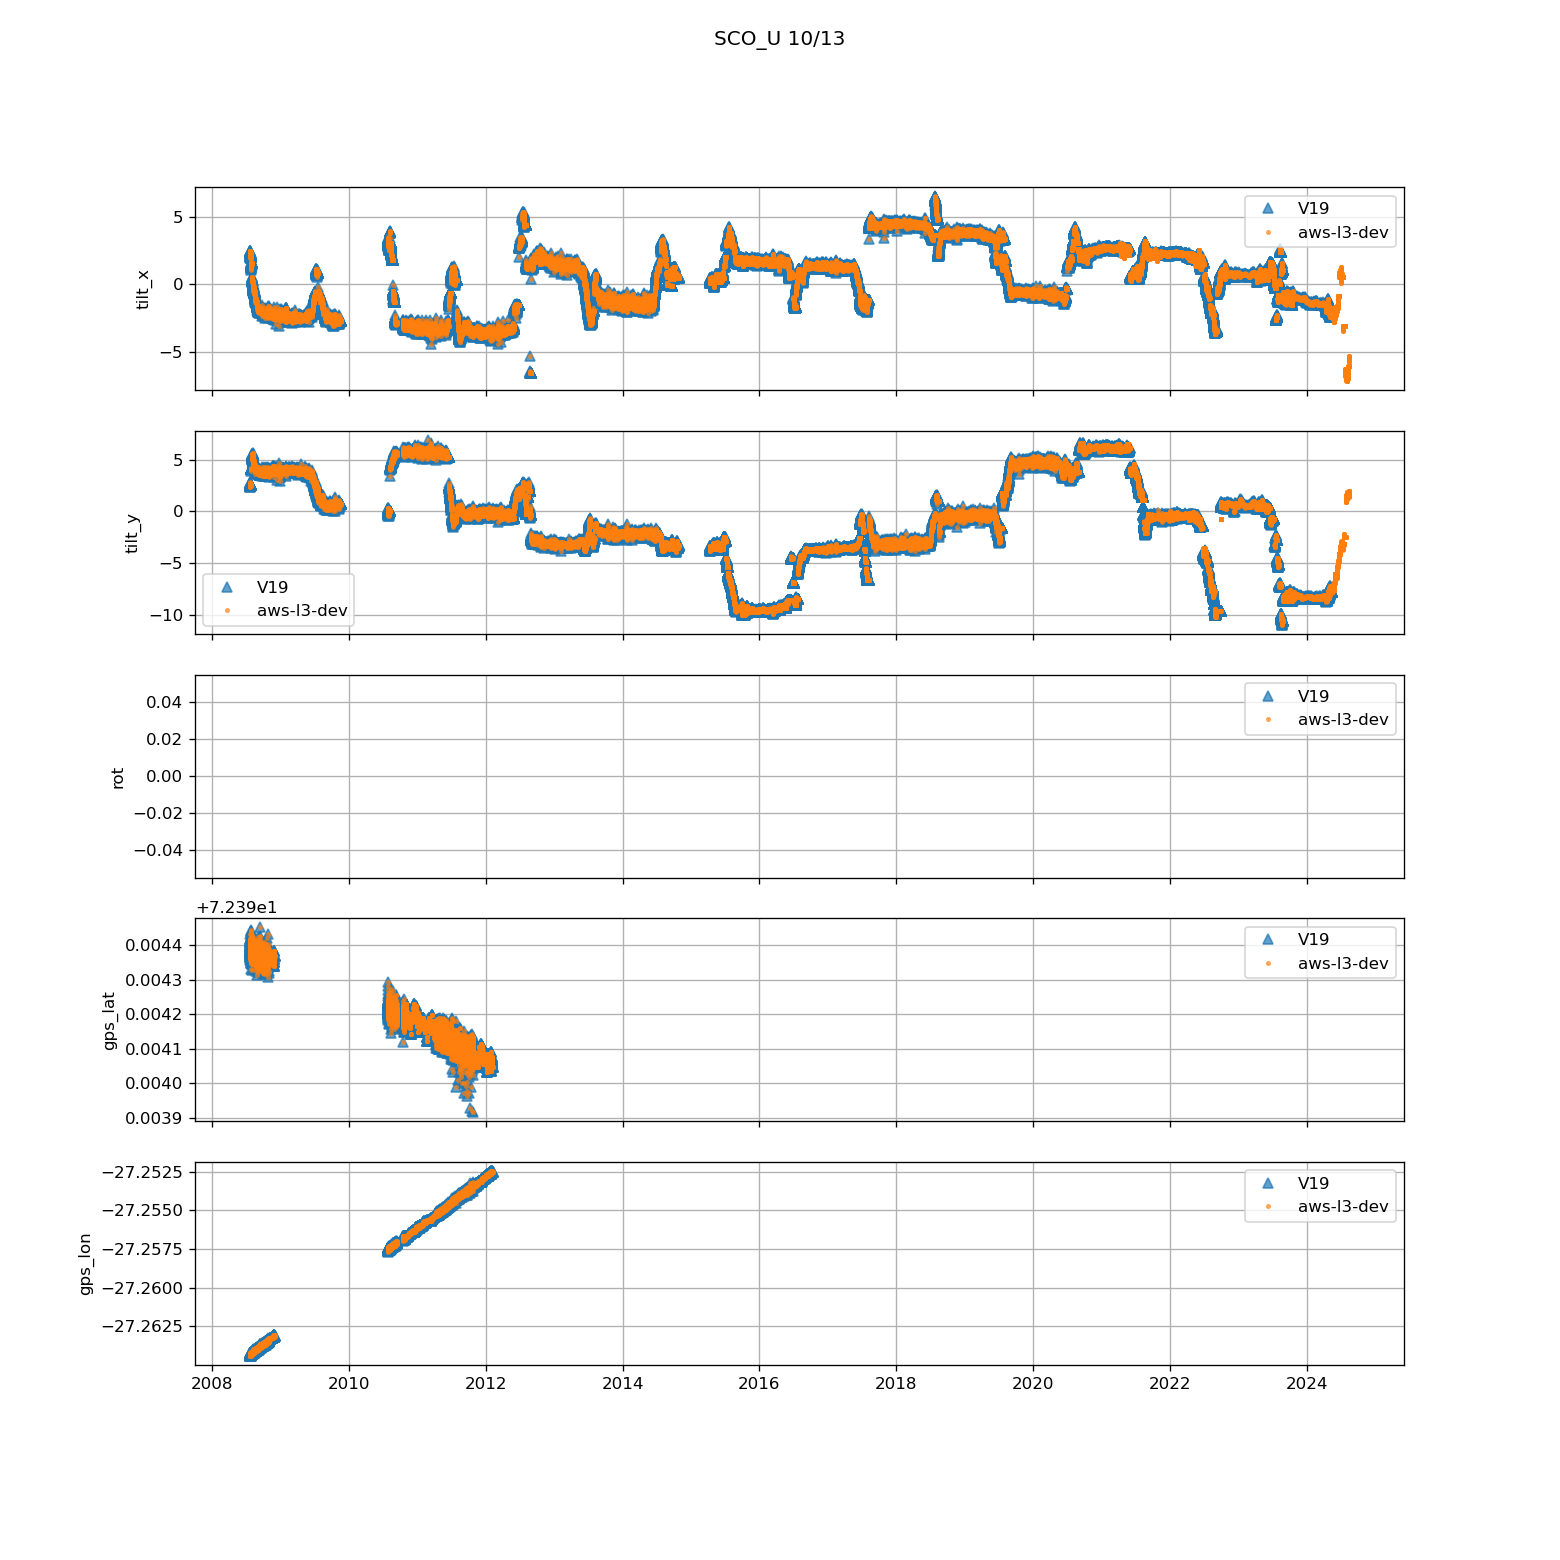 SCO_U 10/13
5
0
−5
tilt_x
V19
aws-l3-dev
5
0
−5
−10
tilt_y
V19
aws-l3-dev
0.04
0.02
0.00
−0.02
−0.04
rot
V19
aws-l3-dev
+7.239e1
0.0044
0.0043
0.0042
0.0041
0.0040
0.0039
gps_lat
V19
aws-l3-dev
−27.2525
−27.2550
−27.2575
−27.2600
−27.2625
gps_lon
V19
aws-l3-dev
2008 2010 2012 2014 2016 2018 2020 2022 2024